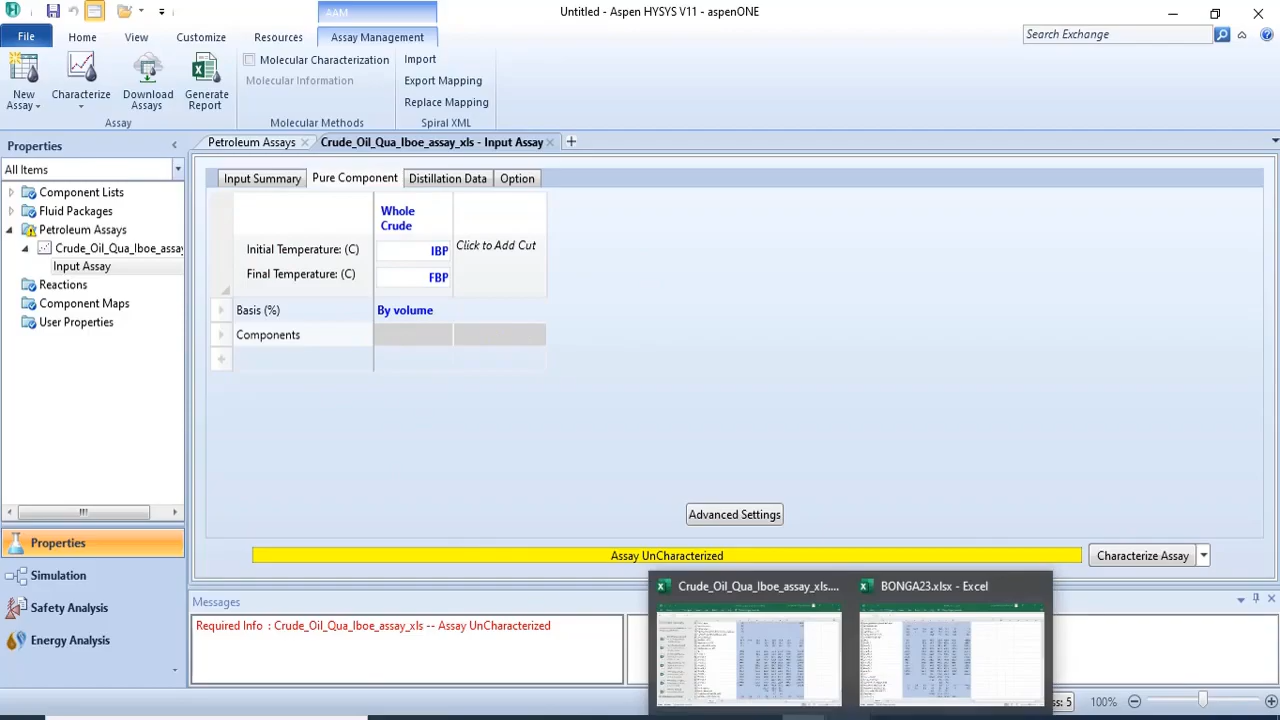 AAM
Untitled - Aspen HYSYS V11 - aspenONE
File
Home
View
Customize
Resources
Assay Management
Search Exchange
New Assay
Characterize
Download Assays
Generate Report
Assay
Molecular Characterization
Molecular Information
Molecular Methods
Import
Export Mapping
Replace Mapping
Spiral XML
Properties
All Items
Component Lists
Fluid Packages
Petroleum Assays
Crude_Oil_Qua_Iboe_assay
Input Assay
Reactions
Component Maps
User Properties
Properties
Simulation
Safety Analysis
Energy Analysis
Petroleum Assays
Crude_Oil_Qua_Iboe_assay_xls - Input Assay
Input Summary
Pure Component
Distillation Data
Option
Whole
Crude
Initial Temperature: (C)
IBP
Click to Add Cut
Final Temperature: (C)
FBP
Basis (%)
By volume
Components
Advanced Settings
Assay UnCharacterized
Characterize Assay
Messages
: Crude_Oil_Qua_Iboe_assay_xls -- Assay UnC
Crude_Oil_Qua_Iboe_assay_xls....
BONGA23.xlsx - Excel
ss: 5
100%